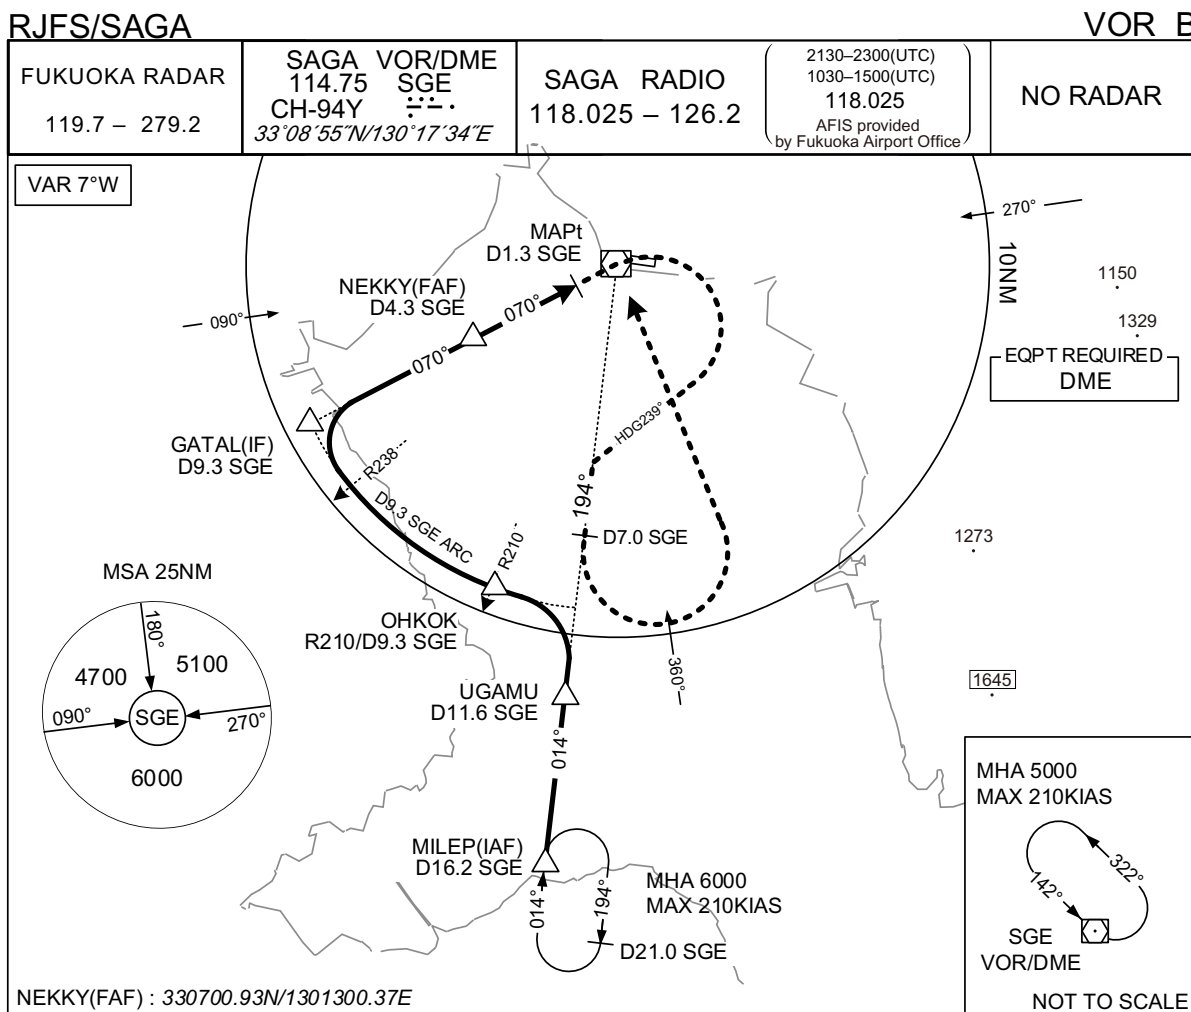 RJFS/SAGA
VOR B
FUKUOKA RADAR
119.7 – 279.2
SAGA VOR/DME
114.75 SGE
CH-94Y
33°08´55˝N/130°17´34˝E
SAGA RADIO
118.025 – 126.2
2130–2300(UTC)
1030–1500(UTC)
118.025
AFIS provided
by Fukuoka Airport Office
NO RADAR
VAR 7°W
270°
10NM
MAPt
D1.3 SGE
1150
NEKKY(FAF)
D4.3 SGE
070°
090°
1329
070°
EQPT REQUIRED
DME
HDG239°
GATAL(IF)
D9.3 SGE
R238
D9.3 SGE ARC
194°
D7.0 SGE
R210
1273
MSA 25NM
OHKOK
R210/D9.3 SGE
180°
4700
5100
090°
SGE
270°
6000
360°
1645
UGAMU
D11.6 SGE
014°
MILEP(IAF)
D16.2 SGE
014°
194°
MHA 6000
MAX 210KIAS
D21.0 SGE
MHA 5000
MAX 210KIAS
322°
142°
SGE
VOR/DME
NEKKY(FAF) : 330700.93N/1301300.37E
NOT TO SCALE